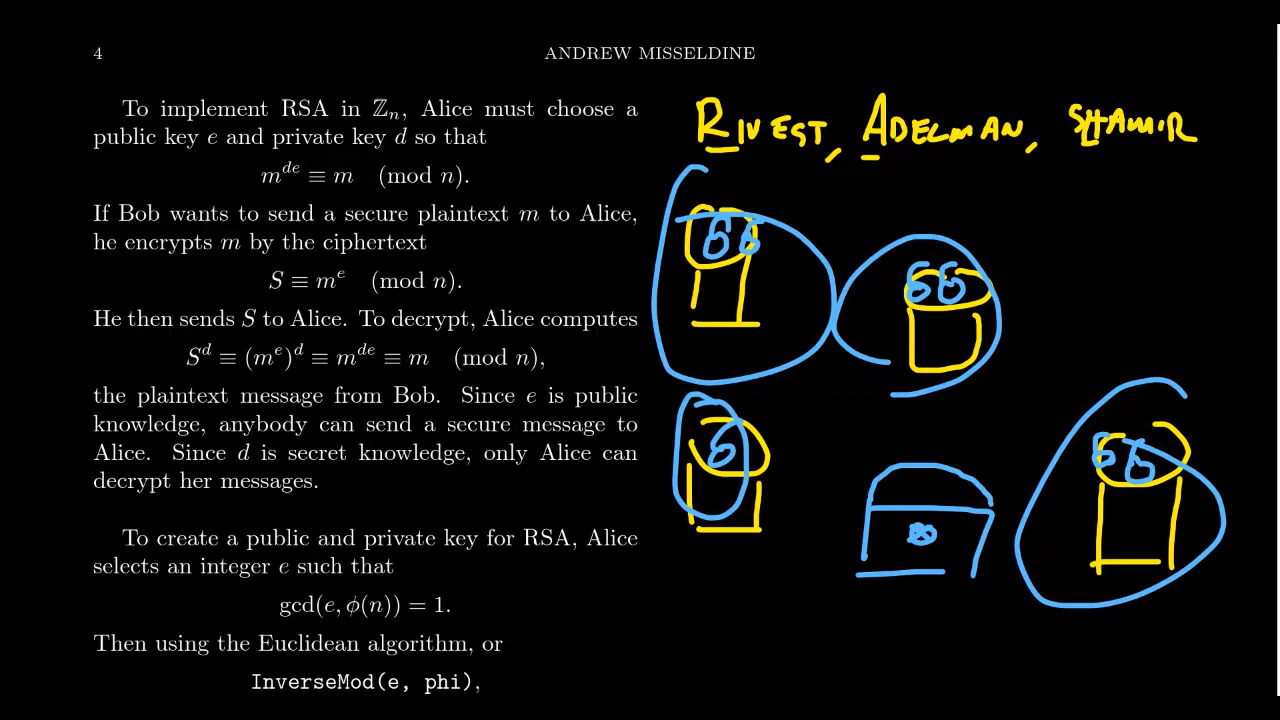 4
ANDREW MISSELDINE
To implement RSA in ℤₙ, Alice must choose a
public key e and private key d so that
m^{de} ≡ m (mod n).
If Bob wants to send a secure plaintext m to Alice,
he encrypts m by the ciphertext
S ≡ m^e (mod n).
He then sends S to Alice. To decrypt, Alice computes
S^d ≡ (m^e)^d ≡ m^{de} ≡ m (mod n),
the plaintext message from Bob. Since e is public
knowledge, anybody can send a secure message to
Alice. Since d is secret knowledge, only Alice can
decrypt her messages.
To create a public and private key for RSA, Alice
selects an integer e such that
gcd(e, ϕ(n)) = 1.
Then using the Euclidean algorithm, or
InverseMod(e, phi),
RIVEST, ADELMAN, SHAMIR